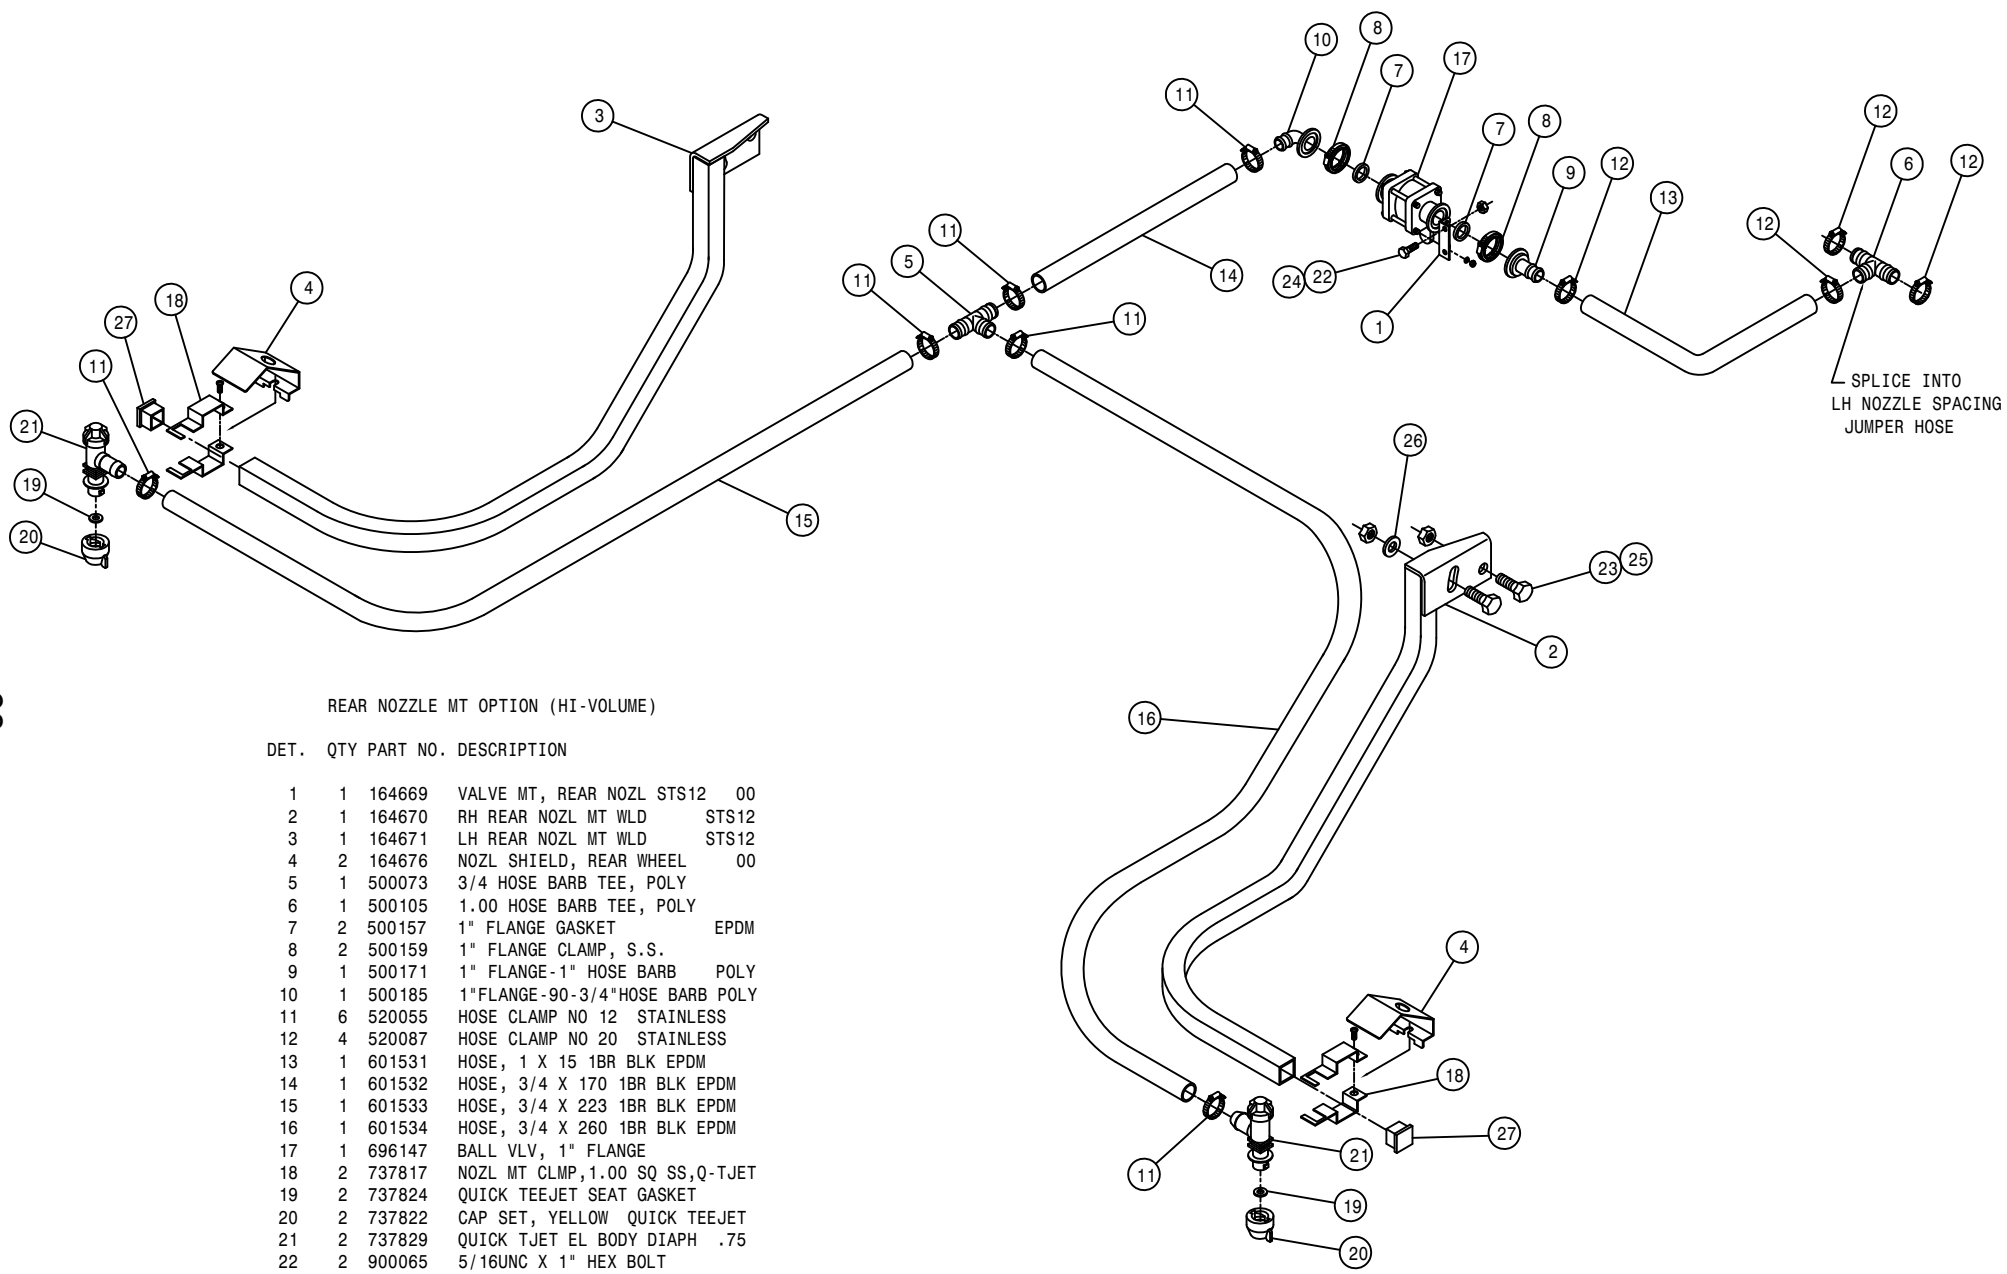 10
8
7
17
11
3
7
8
9
12
13
12
6
12
12
11
5
14
24
22
1
11
11
18
4
27
11
21
19
20
15
SPLICE INTO
LH NOZZLE SPACING
JUMPER HOSE
26
23
25
2
16
4
18
27
21
11
19
20
REAR NOZZLE MT OPTION (HI-VOLUME)
DET. QTY PART NO. DESCRIPTION
1 1 164669 VALVE MT, REAR NOZL STS12 00
2 1 164670 RH REAR NOZL MT WLD STS12
3 1 164671 LH REAR NOZL MT WLD STS12
4 2 164676 NOZL SHIELD, REAR WHEEL 00
5 1 500073 3/4 HOSE BARB TEE, POLY
6 1 500105 1.00 HOSE BARB TEE, POLY
7 2 500157 1" FLANGE GASKET EPDM
8 2 500159 1" FLANGE CLAMP, S.S.
9 1 500171 1" FLANGE-1" HOSE BARB POLY
10 1 500185 1"FLANGE-90-3/4"HOSE BARB POLY
11 6 520055 HOSE CLAMP NO 12 STAINLESS
12 4 520087 HOSE CLAMP NO 20 STAINLESS
13 1 601531 HOSE, 1 X 15 1BR BLK EPDM
14 1 601532 HOSE, 3/4 X 170 1BR BLK EPDM
15 1 601533 HOSE, 3/4 X 223 1BR BLK EPDM
16 1 601534 HOSE, 3/4 X 260 1BR BLK EPDM
17 1 696147 BALL VLV, 1" FLANGE
18 2 737817 NOZL MT CLMP,1.00 SQ SS,Q-TJET
19 2 737824 QUICK TEEJET SEAT GASKET
20 2 737822 CAP SET, YELLOW QUICK TEEJET
21 2 737829 QUICK TJET EL BODY DIAPH .75
22 2 900065 5/16UNC X 1" HEX BOLT